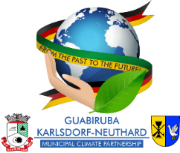 FROM THE PAST TO THE FUTURE
GUABIRUBA
KARLSDORF-NEUTHARD
MUNICIPAL CLIMATE PARTNERSHIP